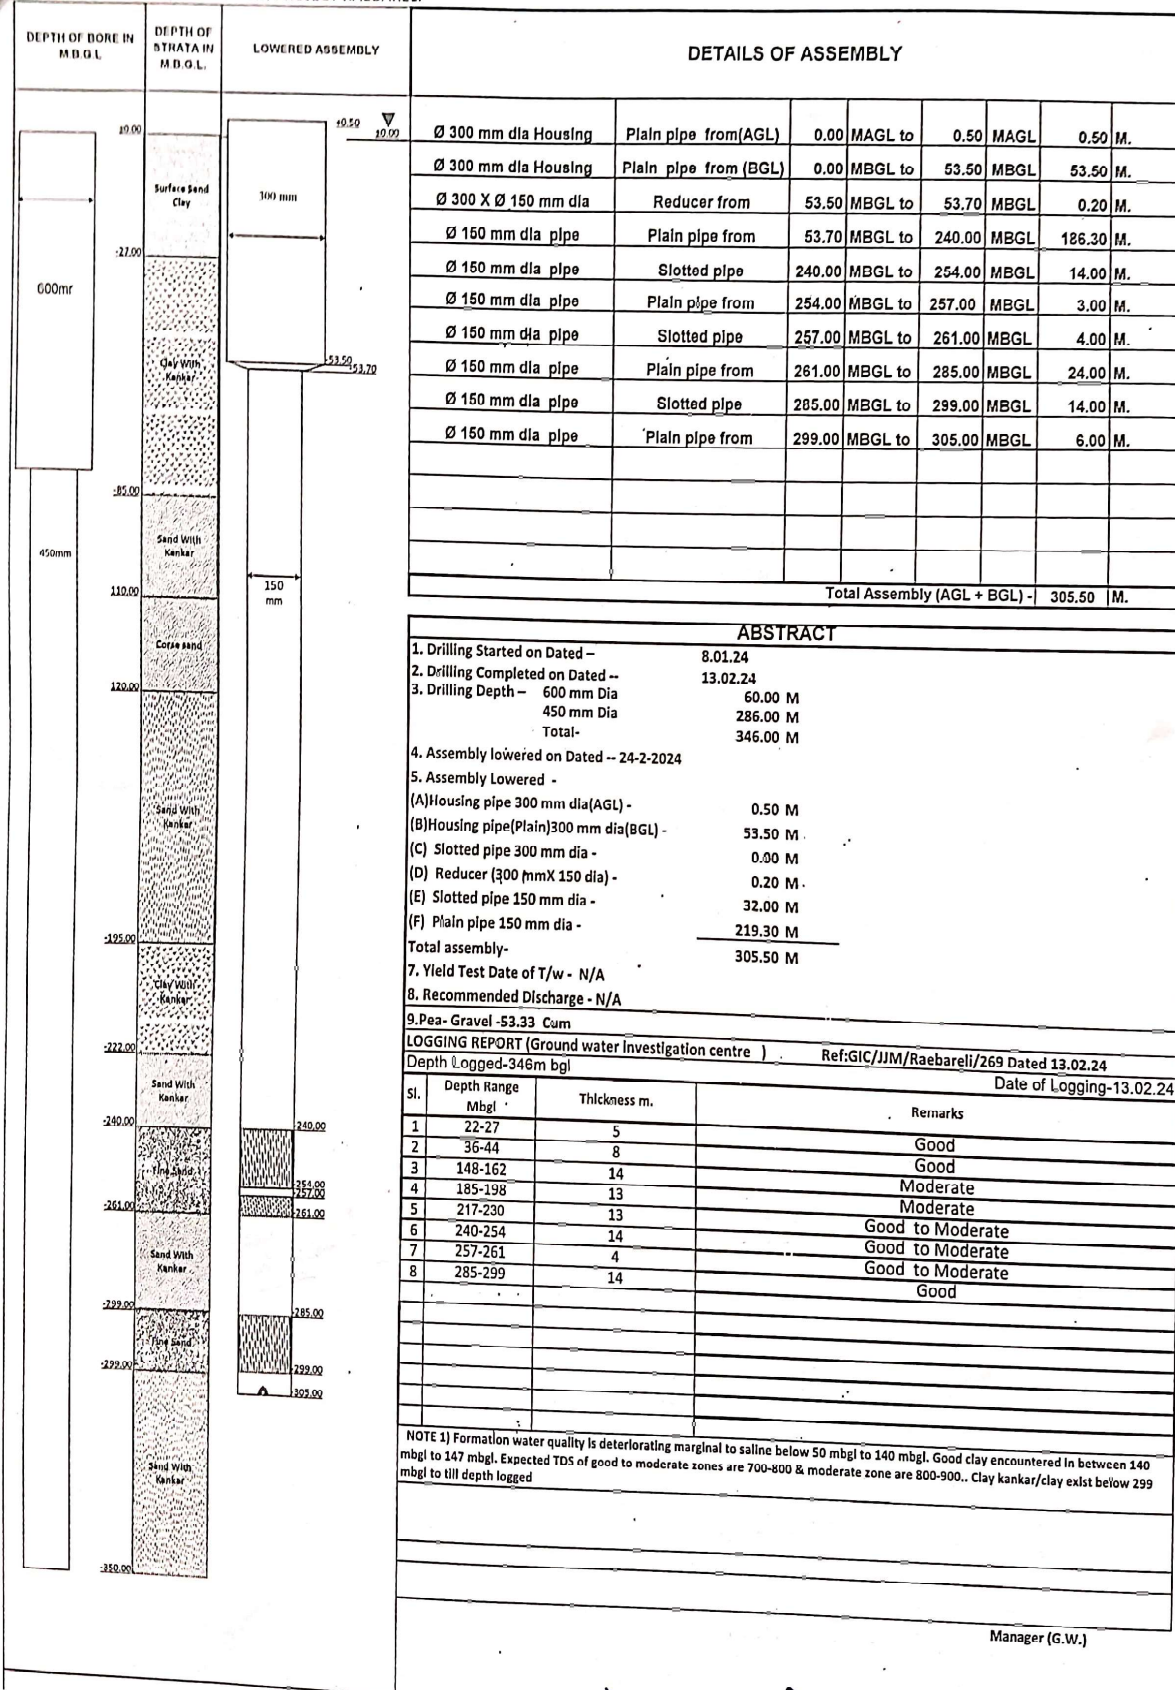 DEPTH OF BORE IN
M.B.G.L
DEPTH OF
STRATA IN
M.B.G.L.
LOWERED ASSEMBLY
DETAILS OF ASSEMBLY
±0.00
+0.50
±0.00
Surface Sand
Clay
300 mm
-27.00
600mr
Clay With
Kankar
-53.50
-53.70
-85.00
Sand With
Kankar
450mm
150
mm
110.00
Corse sand
120.00
Sand With
Kankar
-195.00
Clay With
Kankar
-222.00
Sand With
Kankar
-240.00
240.00
Fine Sand
254.00
257.00
-261.00
261.00
Sand With
Kankar
-299.00
285.00
Fine Sand
-299.00
299.00
305.00
Sand With
Kankar
-350.00
Ø 300 mm dia Housing Plain pipe from(AGL) 0.00 MAGL to 0.50 MAGL 0.50 M.
Ø 300 mm dia Housing Plain pipe from (BGL) 0.00 MBGL to 53.50 MBGL 53.50 M.
Ø 300 X Ø 150 mm dia Reducer from 53.50 MBGL to 53.70 MBGL 0.20 M.
Ø 150 mm dia pipe Plain pipe from 53.70 MBGL to 240.00 MBGL 186.30 M.
Ø 150 mm dia pipe Slotted pipe 240.00 MBGL to 254.00 MBGL 14.00 M.
Ø 150 mm dia pipe Plain pipe from 254.00 MBGL to 257.00 MBGL 3.00 M.
Ø 150 mm dia pipe Slotted pipe 257.00 MBGL to 261.00 MBGL 4.00 M.
Ø 150 mm dia pipe Plain pipe from 261.00 MBGL to 285.00 MBGL 24.00 M.
Ø 150 mm dia pipe Slotted pipe 285.00 MBGL to 299.00 MBGL 14.00 M.
Ø 150 mm dia pipe Plain pipe from 299.00 MBGL to 305.00 MBGL 6.00 M.
Total Assembly (AGL + BGL) - 305.50 M.
ABSTRACT
1. Drilling Started on Dated – 8.01.24
2. Drilling Completed on Dated -- 13.02.24
3. Drilling Depth – 600 mm Dia 60.00 M
450 mm Dia 286.00 M
Total- 346.00 M
4. Assembly lowered on Dated -- 24-2-2024
5. Assembly Lowered -
(A)Housing pipe 300 mm dia(AGL) - 0.50 M
(B)Housing pipe(Plain)300 mm dia(BGL) - 53.50 M
(C) Slotted pipe 300 mm dia - 0.00 M
(D) Reducer (300 mmX 150 dia) - 0.20 M
(E) Slotted pipe 150 mm dia - 32.00 M
(F) Plain pipe 150 mm dia - 219.30 M
Total assembly- 305.50 M
7. Yield Test Date of T/w - N/A
8. Recommended Discharge - N/A
9.Pea- Gravel -53.33 Cum
LOGGING REPORT (Ground water Investigation centre ) Ref:GIC/JJM/Raebareli/269 Dated 13.02.24
Depth Logged-346m bgl Date of Logging-13.02.24
Sl. Depth Range Mbgl Thickness m. Remarks
1 22-27 5 Good
2 36-44 8 Good
3 148-162 14 Moderate
4 185-198 13 Moderate
5 217-230 13 Good to Moderate
6 240-254 14 Good to Moderate
7 257-261 4 Good to Moderate
8 285-299 14 Good
NOTE 1) Formation water quality is deteriorating marginal to saline below 50 mbgl to 140 mbgl. Good clay encountered in between 140
mbgl to 147 mbgl. Expected TDS of good to moderate zones are 700-800 & moderate zone are 800-900.. Clay kankar/clay exist below 299
mbgl to till depth logged
Manager (G.W.)